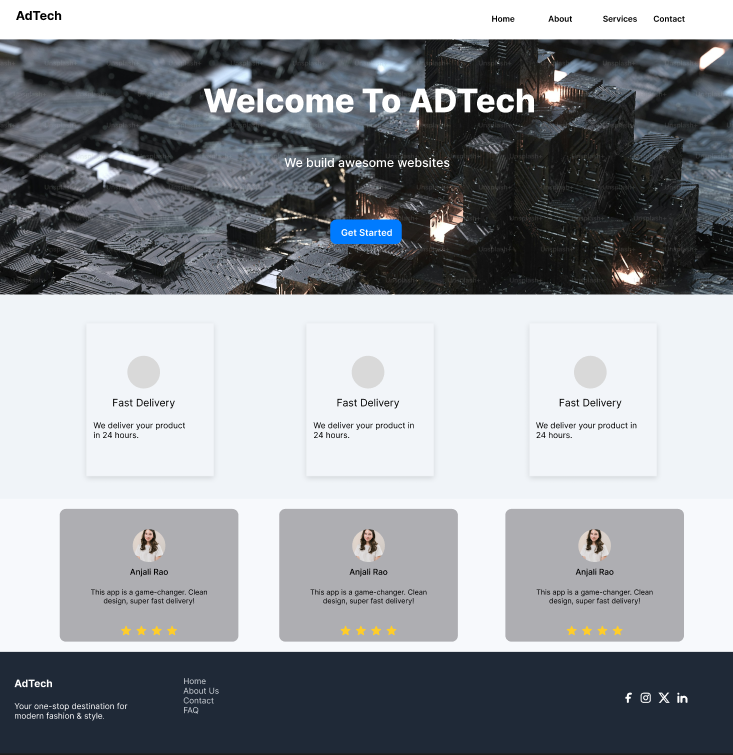 AdTech
Home About Services Contact
Welcome To ADTech
We build awesome websites
Get Started
Fast Delivery
We deliver your product
in 24 hours.
Fast Delivery
We deliver your product in
24 hours.
Fast Delivery
We deliver your product in
24 hours.
Anjali Rao
This app is a game-changer. Clean
design, super fast delivery!
Anjali Rao
This app is a game-changer. Clean
design, super fast delivery!
Anjali Rao
This app is a game-changer. Clean
design, super fast delivery!
AdTech
Your one-stop destination for
modern fashion & style.
Home
About Us
Contact
FAQ